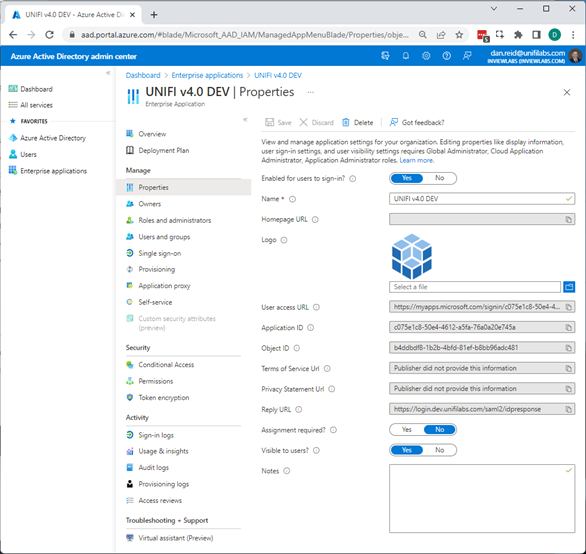 UNIFI v4.0 DEV - Azure Active Dir
aad.portal.azure.com/#blade/Microsoft_AAD_IAM/ManagedAppMenuBlade/Properties/obje...
5
D
Azure Active Directory admin center
dan.reid@unifilabs.com
INVIEWLABS (INVIEWLABS.COM)
Dashboard
All services
FAVORITES
Azure Active Directory
Users
Enterprise applications
Dashboard > Enterprise applications > UNIFI v4.0 DEV
UNIFI v4.0 DEV | Properties ...
Enterprise Application
Overview
Deployment Plan
Manage
Properties
Owners
Roles and administrators
Users and groups
Single sign-on
Provisioning
Application proxy
Self-service
Custom security attributes
(preview)
Security
Conditional Access
Permissions
Token encryption
Activity
Sign-in logs
Usage & insights
Audit logs
Provisioning logs
Access reviews
Troubleshooting + Support
Virtual assistant (Preview)
Save Discard Delete Got feedback?
View and manage application settings for your organization. Editing properties like display information,
user sign-in settings, and user visibility settings requires Global Administrator, Cloud Application
Administrator, Application Administrator roles. Learn more.
Enabled for users to sign-in? Yes No
Name * UNIFI v4.0 DEV
Homepage URL
Logo
Select a file
User access URL https://myapps.microsoft.com/signin/c075e1c8-50e4-4...
Application ID c075e1c8-50e4-4612-a5fa-76a0a20e745a
Object ID b4ddbdf8-1b2b-4bfd-81ef-b8bb96adc481
Terms of Service Url Publisher did not provide this information
Privacy Statement Url Publisher did not provide this information
Reply URL https://login.dev.unifilabs.com/saml2/idpresponse
Assignment required? Yes No
Visible to users? Yes No
Notes